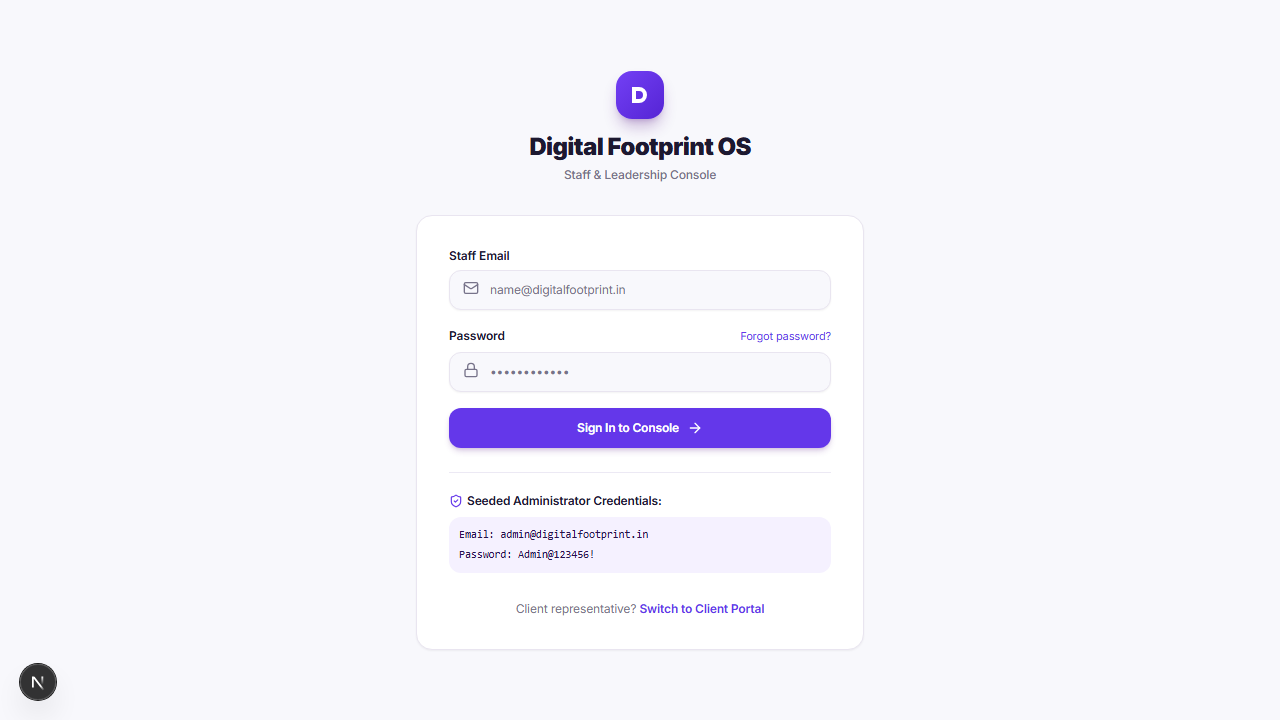 D
Digital Footprint OS
Staff & Leadership Console
Staff Email
name@digitalfootprint.in
Password
Forgot password?
••••••••••••
Sign In to Console →
Seeded Administrator Credentials:
Email: admin@digitalfootprint.in
Password: Admin@123456!
Client representative? Switch to Client Portal
N